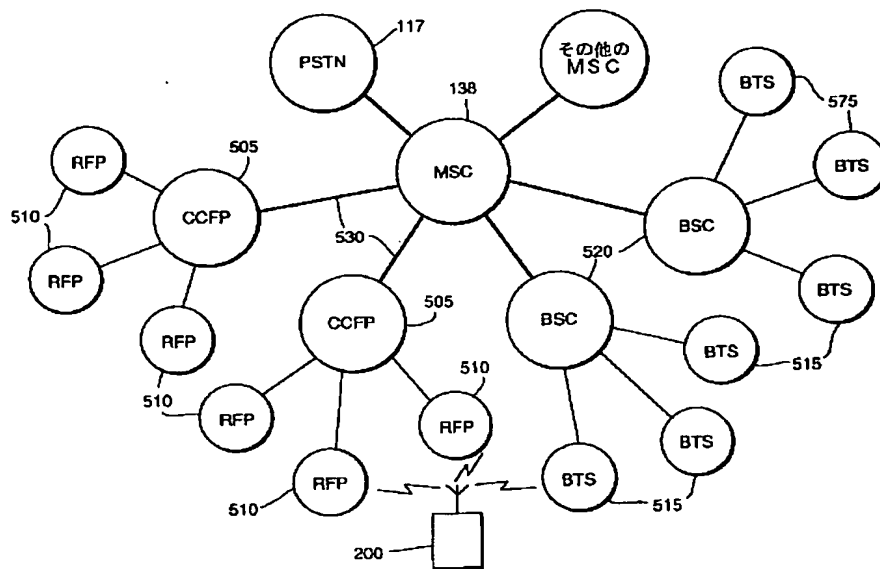 117
PSTN
その他の
MSC
BTS
575
138
BTS
RFP
505
MSC
510
CCFP
BSC
530
520
RFP
BTS
CCFP
505
BSC
RFP
BTS
515
510
510
RFP
RFP
BTS
510
RFP
BTS
515
200